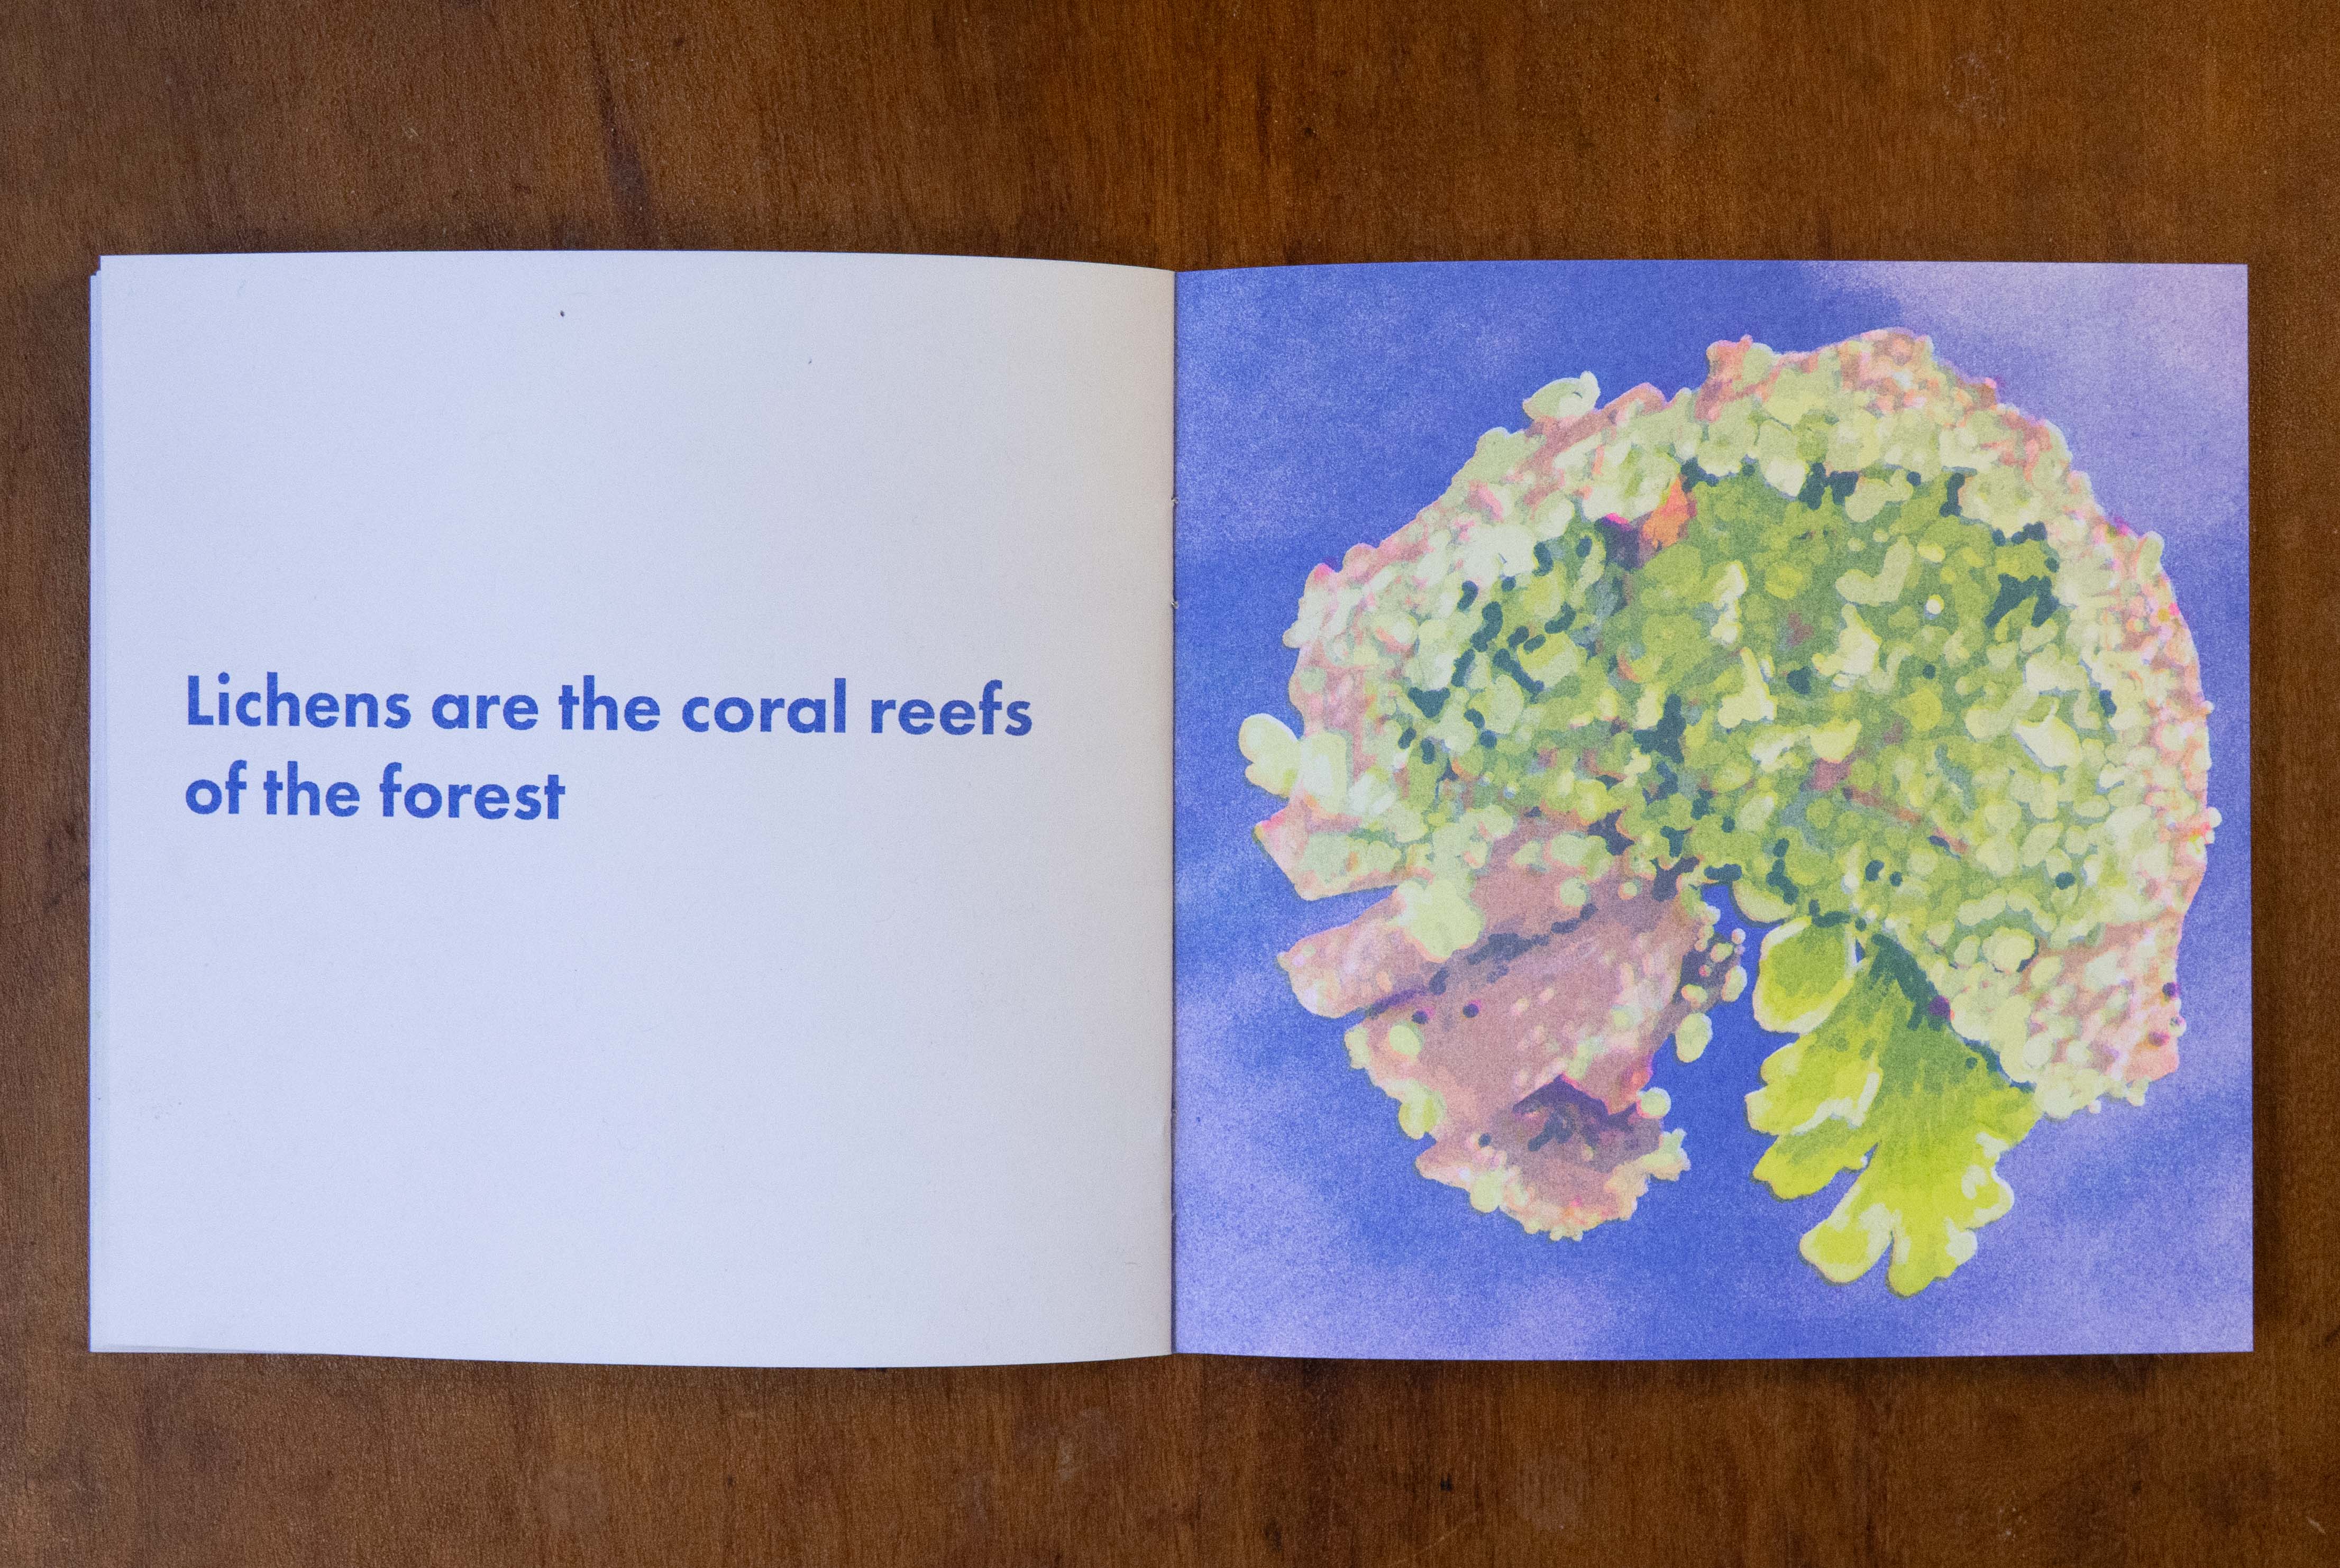 Lichens are the coral reefs
of the forest